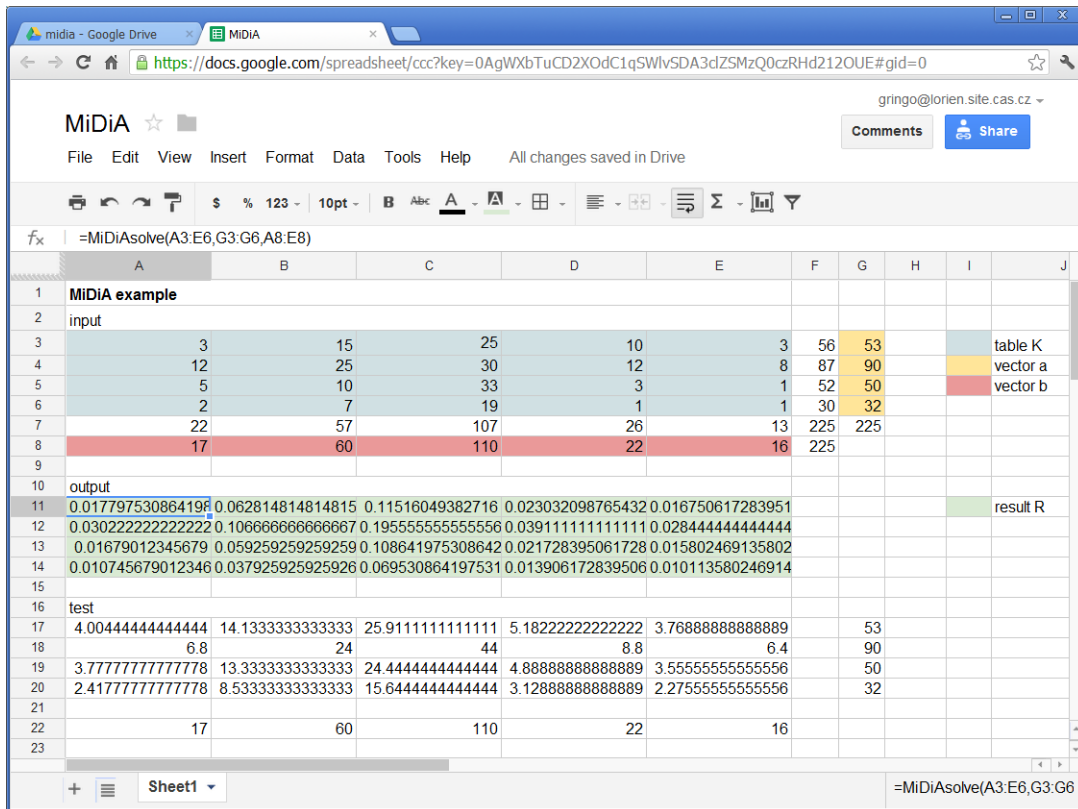 midia - Google Drive × MiDiA ×
https://docs.google.com/spreadsheet/ccc?key=0AgWXbTuCD2XOdC1qSWlvSDA3clZSMzQ0czRHd212OUE#gid=0
gringo@lorien.site.cas.cz
MiDiA
Comments Share
File Edit View Insert Format Data Tools Help All changes saved in Drive
$ % 123 10pt B Abc A A Σ
fx =MiDiAsolve(A3:E6,G3:G6,A8:E8)
A B C D E F G H I J
1 MiDiA example
2 input
3 3 15 25 10 3 56 53 table K
4 12 25 30 12 8 87 90 vector a
5 5 10 33 3 1 52 50 vector b
6 2 7 19 1 1 30 32
7 22 57 107 26 13 225 225
8 17 60 110 22 16 225
9
10 output
11 0.017797530864198 0.062814814814815 0.11516049382716 0.023032098765432 0.016750617283951 result R
12 0.030222222222222 0.106666666666667 0.195555555555556 0.039111111111111 0.028444444444444
13 0.01679012345679 0.059259259259259 0.108641975308642 0.021728395061728 0.015802469135802
14 0.010745679012346 0.037925925925926 0.069530864197531 0.013906172839506 0.010113580246914
15
16 test
17 4.00444444444444 14.1333333333333 25.9111111111111 5.18222222222222 3.76888888888889 53
18 6.8 24 44 8.8 6.4 90
19 3.77777777777778 13.3333333333333 24.4444444444444 4.88888888888889 3.55555555555556 50
20 2.41777777777778 8.53333333333333 15.6444444444444 3.12888888888889 2.27555555555556 32
21
22 17 60 110 22 16
23
+ Sheet1 =MiDiAsolve(A3:E6,G3:G6